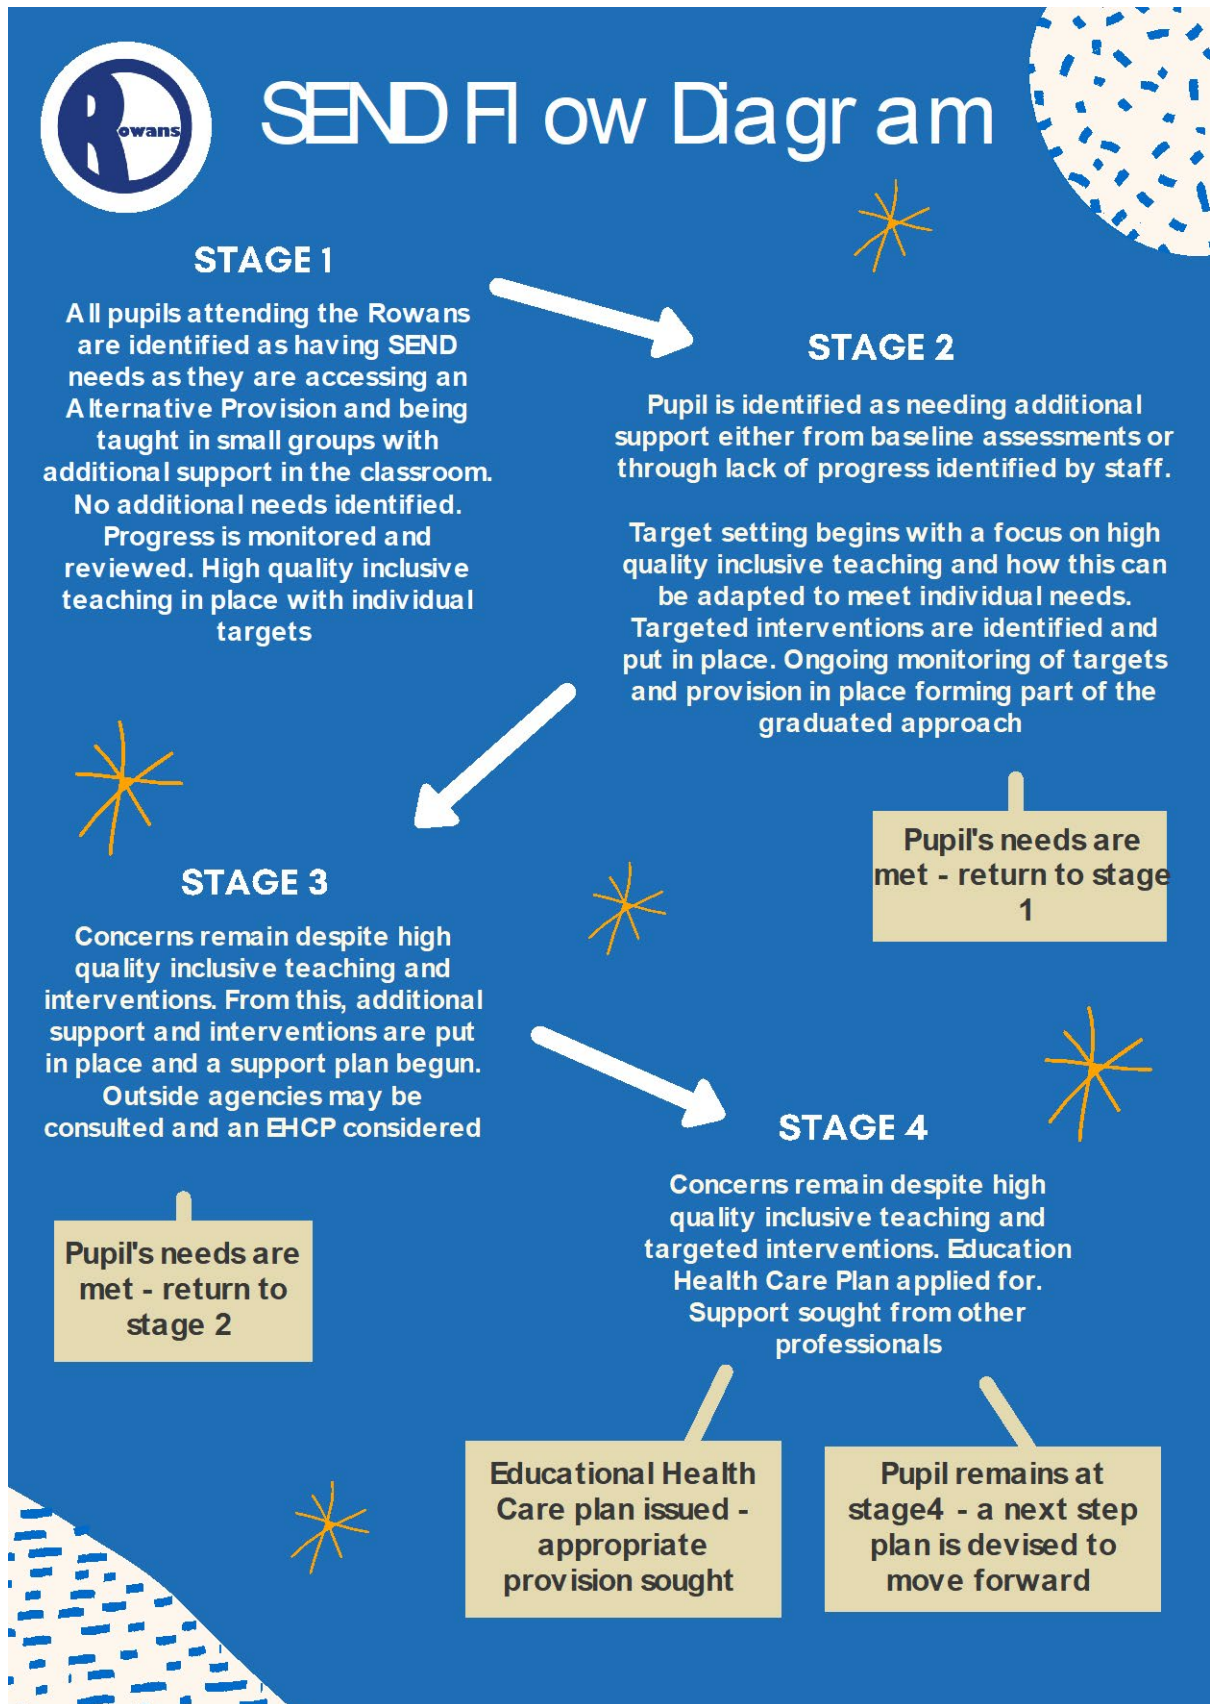 Rowans
SEND Flow Diagram
STAGE 1
All pupils attending the Rowans
are identified as having SEND
needs as they are accessing an
Alternative Provision and being
taught in small groups with
additional support in the classroom.
No additional needs identified.
Progress is monitored and
reviewed. High quality inclusive
teaching in place with individual
targets
STAGE 2
Pupil is identified as needing additional
support either from baseline assessments or
through lack of progress identified by staff.
Target setting begins with a focus on high
quality inclusive teaching and how this can
be adapted to meet individual needs.
Targeted interventions are identified and
put in place. Ongoing monitoring of targets
and provision in place forming part of the
graduated approach
Pupil's needs are
met - return to stage
1
STAGE 3
Concerns remain despite high
quality inclusive teaching and
interventions. From this, additional
support and interventions are put
in place and a support plan begun.
Outside agencies may be
consulted and an EHCP considered
Pupil's needs are
met - return to
stage 2
STAGE 4
Concerns remain despite high
quality inclusive teaching and
targeted interventions. Education
Health Care Plan applied for.
Support sought from other
professionals
Educational Health
Care plan issued -
appropriate
provision sought
Pupil remains at
stage4 - a next step
plan is devised to
move forward